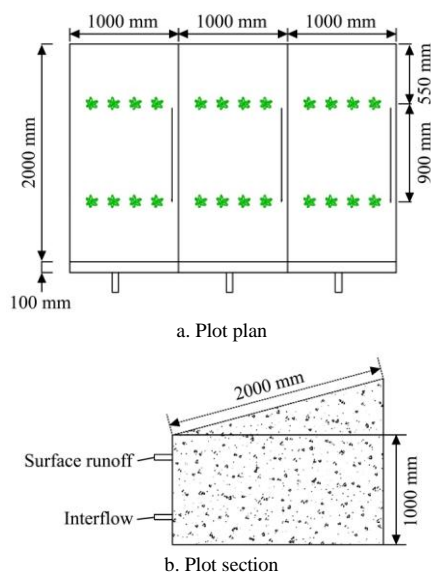 1000 mm 1000 mm 1000 mm
550 mm
2000 mm
900 mm
100 mm
a. Plot plan
2000 mm
Surface runoff
1000 mm
Interflow
b. Plot section